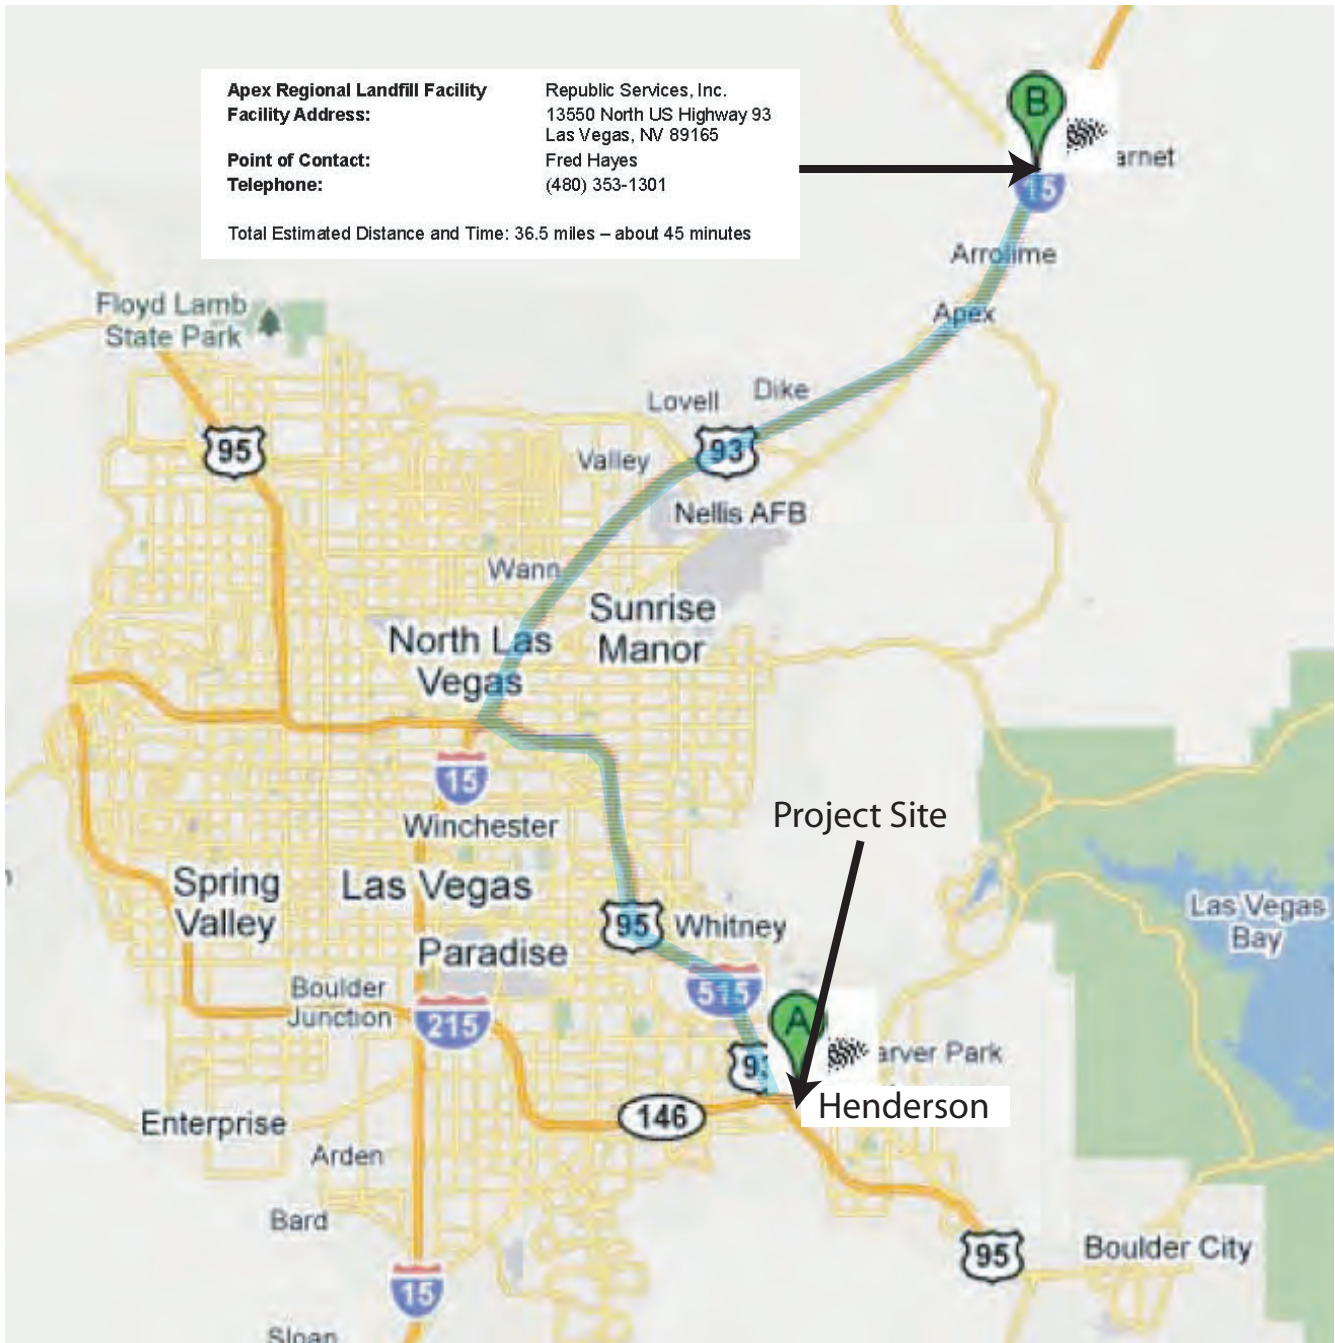 B
Apex Regional Landfill Facility Republic Services, Inc.
Facility Address: 13550 North US Highway 93
Las Vegas, NV 89165
Point of Contact: Fred Hayes
Telephone: (480) 353-1301
Total Estimated Distance and Time: 36.5 miles – about 45 minutes
arnet
15
Arrolime
Apex
Floyd Lamb
State Park
Dike
Lovell
95
93
Valley
Nellis AFB
Wann
Sunrise
Manor
North Las
Vegas
15
Project Site
Winchester
Spring
Valley
Las Vegas
Las Vegas
Bay
95
Whitney
Paradise
515
Boulder
Junction
215
A
arver Park
Henderson
146
Enterprise
Arden
Bard
95
Boulder City
15
Sloan